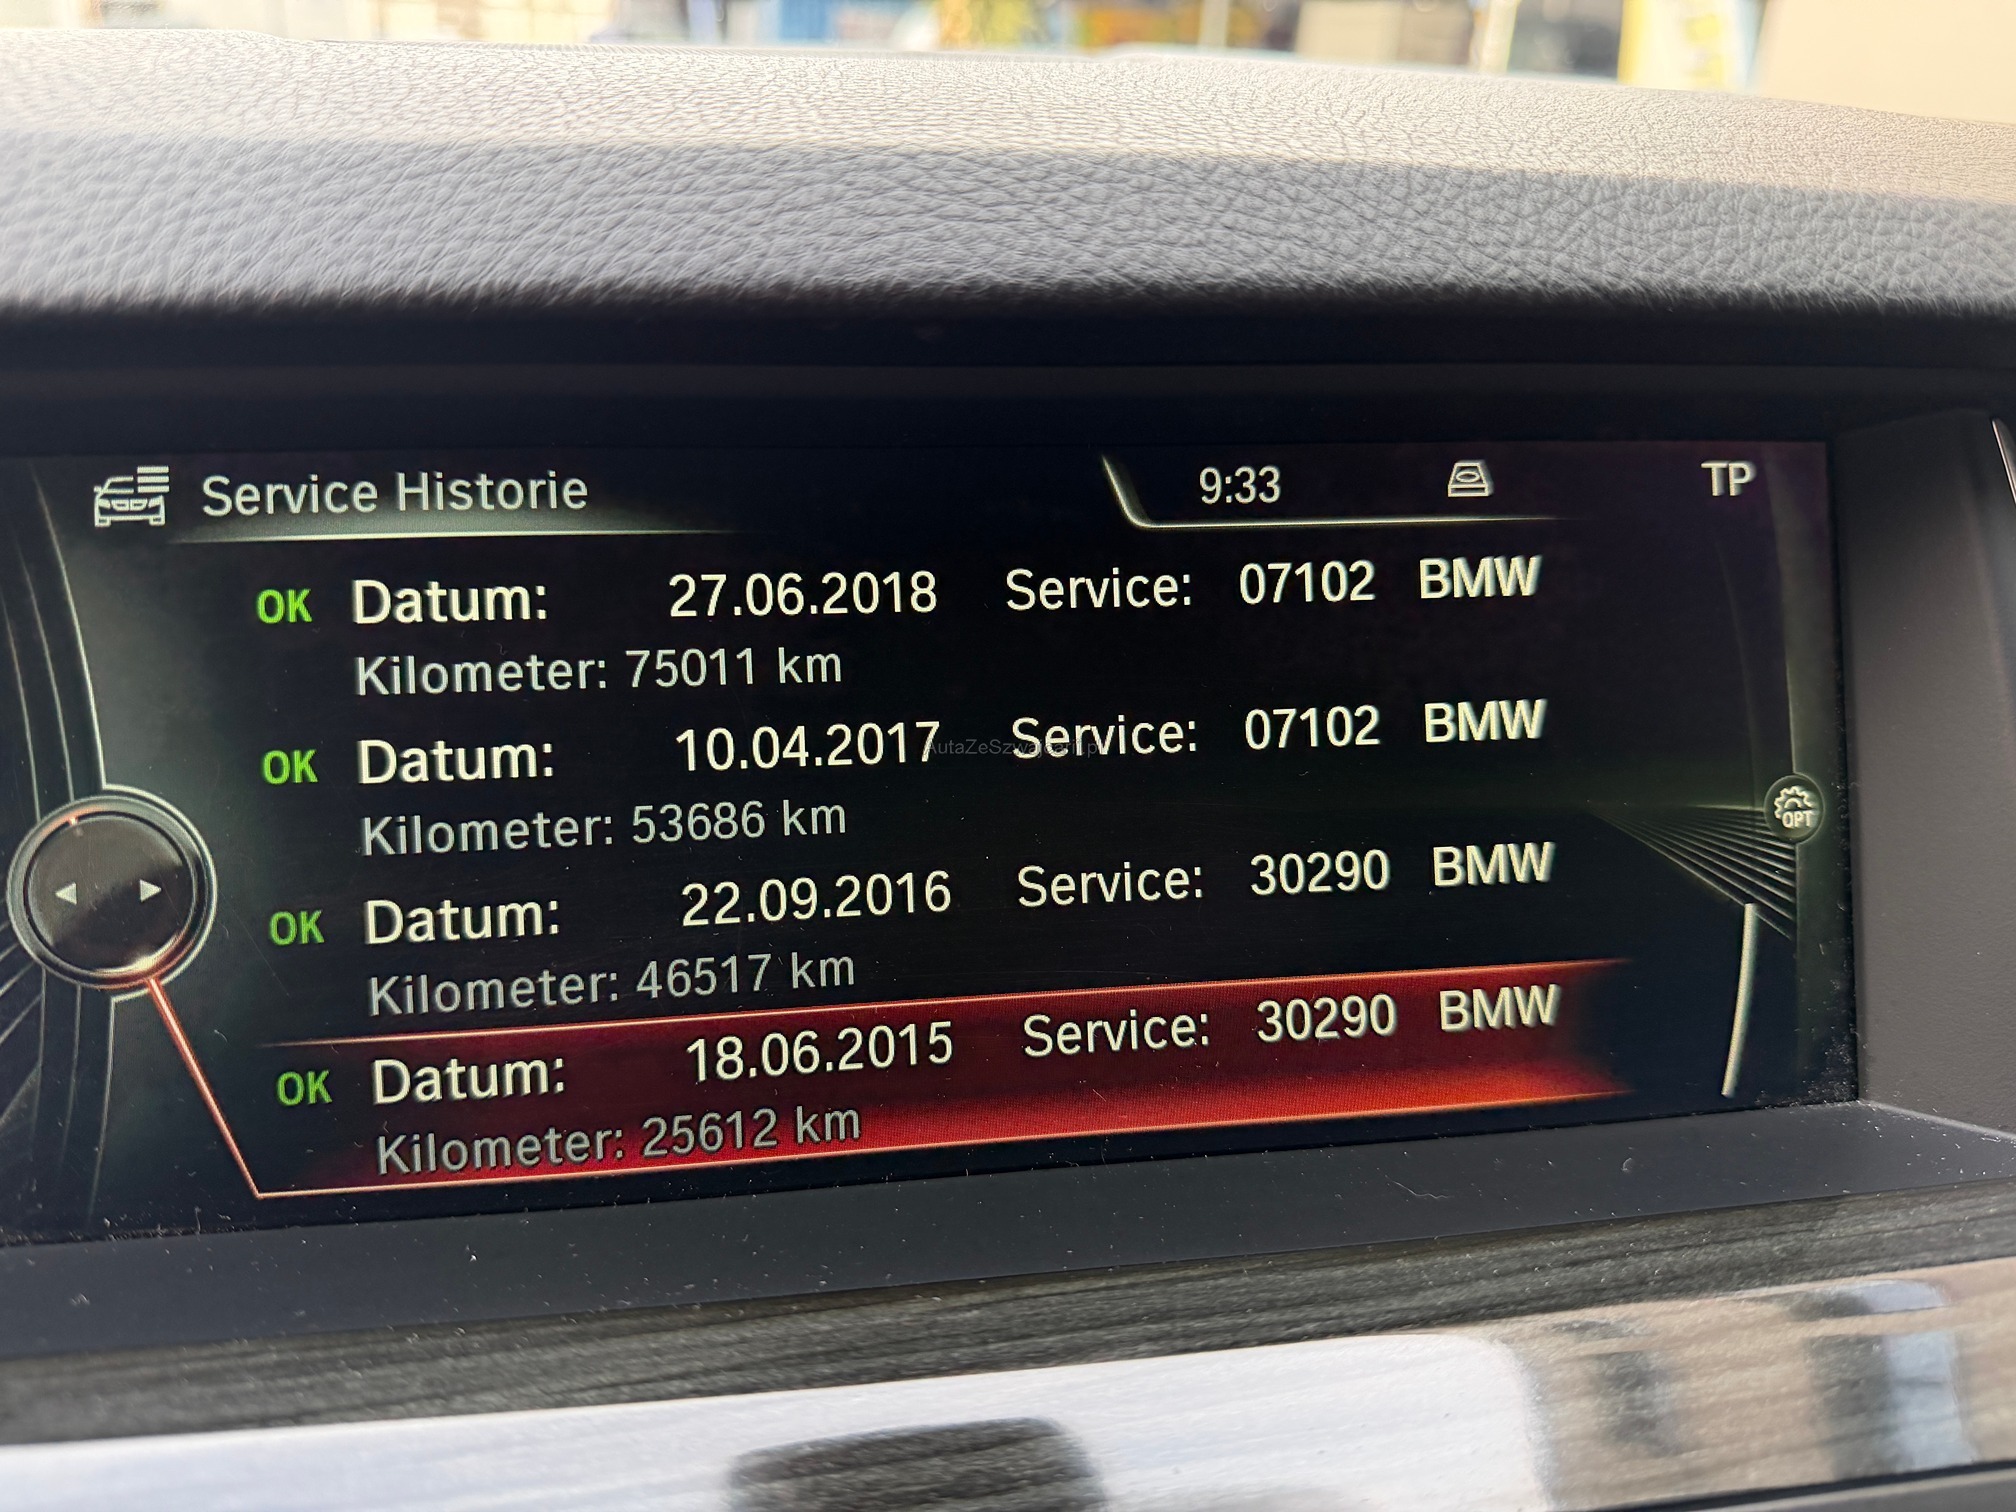 Service Historie 9:33 TP
OK Datum: 27.06.2018 Service: 07102 BMW
Kilometer: 75011 km
OK Datum: 10.04.2017 Service: 07102 BMW
AutaZeSzwajcarii.pl
Kilometer: 53686 km
OPT
OK Datum: 22.09.2016 Service: 30290 BMW
Kilometer: 46517 km
OK Datum: 18.06.2015 Service: 30290 BMW
Kilometer: 25612 km